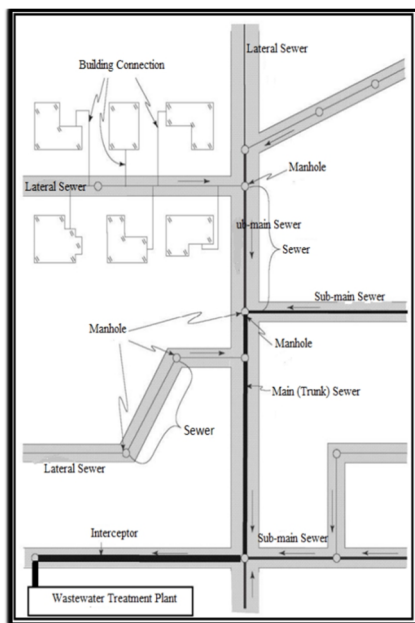 Lateral Sewer
Building Connection
Manhole
Lateral Sewer
ub-main Sewer
Sewer
Sub-main Sewer
Manhole
Manhole
Main (Trunk) Sewer
Sewer
Lateral Sewer
Interceptor
Sub-main Sewer
Wastewater Treatment Plant